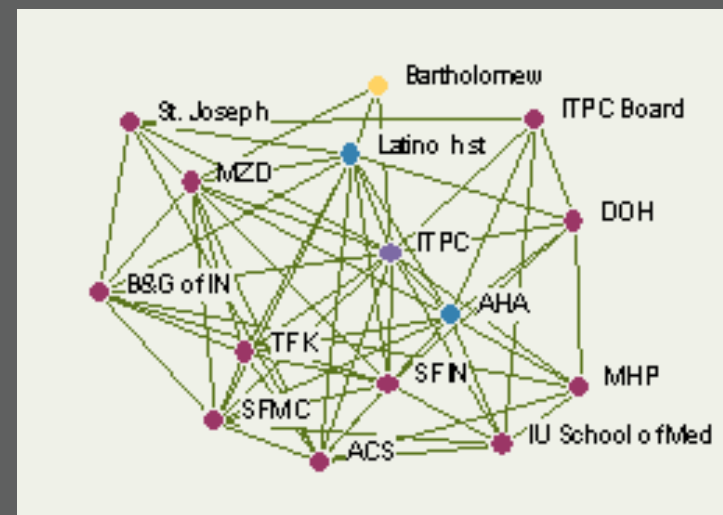 Bartholomew
St. Joseph
ITPC Board
Latino Inst
MZD
DOH
ITPC
B&G of IN
AHA
TFK
SFIN
MHP
SFMC
IU School of Med
ACS